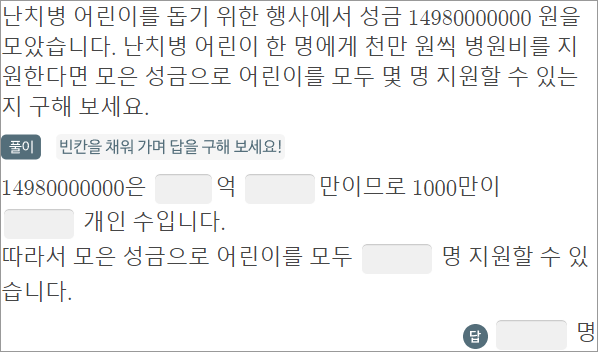 난치병 어린이를 돕기 위한 행사에서 성금 14980000000 원을
모았습니다. 난치병 어린이 한 명에게 천만 원씩 병원비를 지
원한다면 모은 성금으로 어린이를 모두 몇 명 지원할 수 있는
지 구해 보세요.
풀이 빈칸을 채워 가며 답을 구해 보세요!
14980000000은 억 만이므로 1000만이
개인 수입니다.
따라서 모은 성금으로 어린이를 모두 명 지원할 수 있
습니다.
답 명